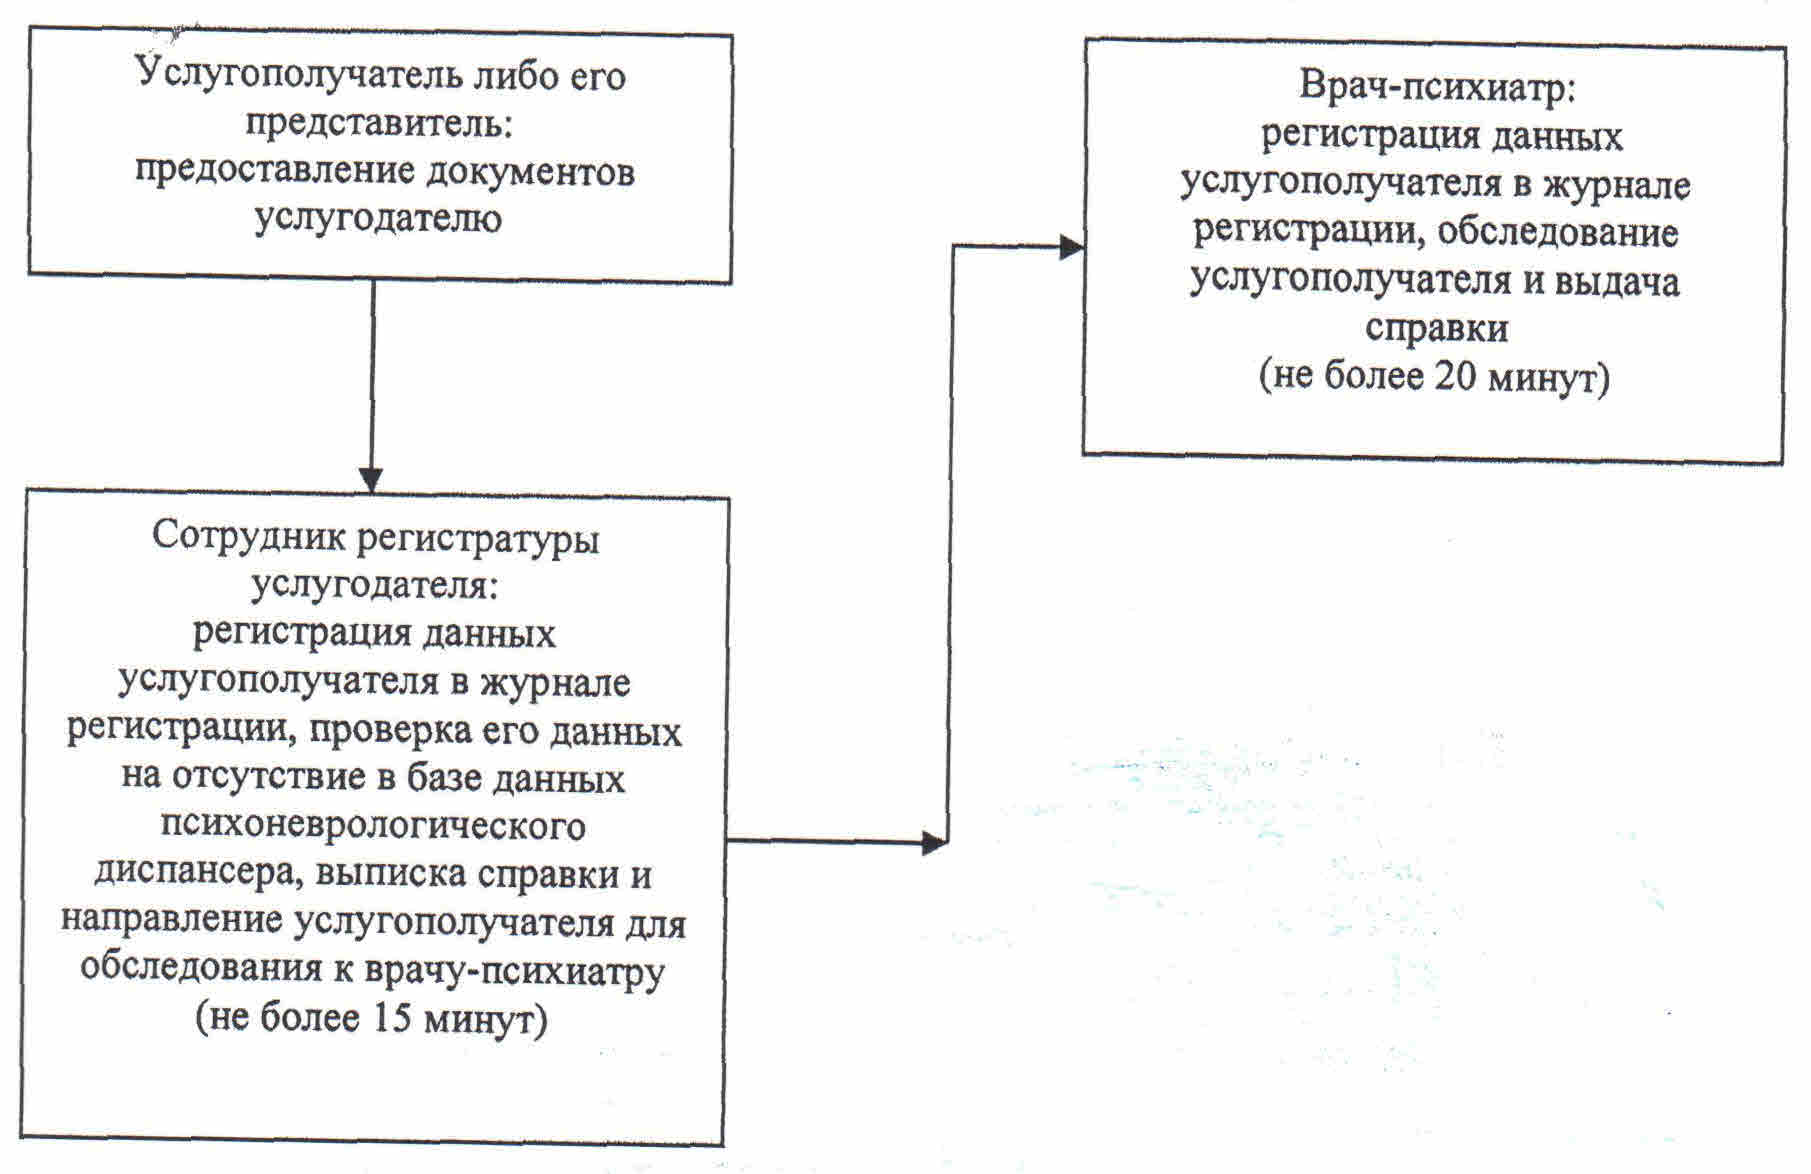 Услугополучатель либо его
представитель:
предоставление документов
услугодателю
Сотрудник регистратуры
услугодателя:
регистрация данных
услугополучателя в журнале
регистрации, проверка его данных
на отсутствие в базе данных
психоневрологического
диспансера, выписка справки и
направление услугополучателя для
обследования к врачу-психиатру
(не более 15 минут)
Врач-психиатр:
регистрация данных
услугополучателя в журнале
регистрации, обследование
услугополучателя и выдача
справки
(не более 20 минут)